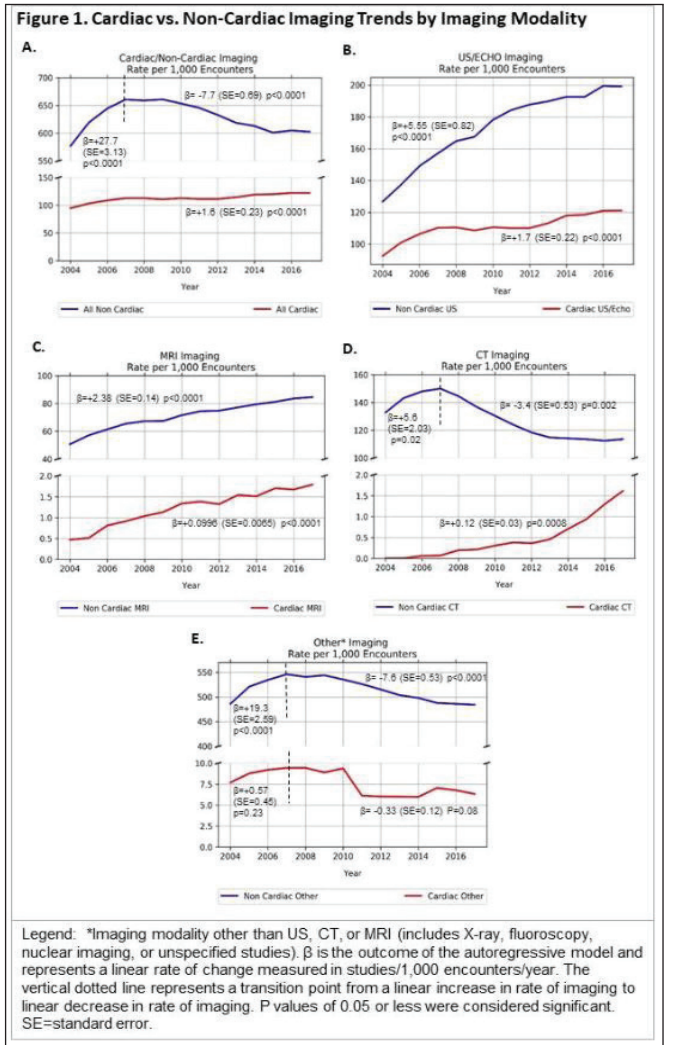 Figure 1. Cardiac vs. Non-Cardiac Imaging Trends by Imaging Modality
A.
Cardiac/Non-Cardiac Imaging
Rate per 1,000 Encounters
700
650
600
550
150
100
50
0
β= -7.7 (SE=0.69) p<0.0001
β=+27.7
(SE=3.13)
p<0.0001
β=+1.6 (SE=0.23) p<0.0001
2004 2006 2008 2010 2012 2014 2016
Year
All Non Cardiac All Cardiac
B.
US/ECHO Imaging
Rate per 1,000 Encounters
200
180
160
140
120
100
β=+5.55 (SE=0.82)
p<0.0001
β=+1.7 (SE=0.22) p<0.0001
2004 2006 2008 2010 2012 2014 2016
Year
Non Cardiac US Cardiac US/Echo
C.
MRI Imaging
Rate per 1,000 Encounters
100
80
60
40
2.0
1.5
1.0
0.5
0.0
β=+2.38 (SE=0.14) p<0.0001
β=+0.0996 (SE=0.0065) p<0.0001
2004 2006 2008 2010 2012 2014 2016
Year
Non Cardiac MRI Cardiac MRI
D.
CT Imaging
Rate per 1,000 Encounters
160
140
120
100
2.0
1.5
1.0
0.5
0.0
β= -3.4 (SE=0.53) p=0.002
β=+5.6
(SE=2.03)
p=0.02
β=+0.12 (SE=0.03) p=0.0008
2004 2006 2008 2010 2012 2014 2016
Year
Non Cardiac CT Cardiac CT
E.
Other* Imaging
Rate per 1,000 Encounters
550
500
450
400
10.0
7.5
5.0
2.5
0.0
β= -7.6 (SE=0.53) p<0.0001
β=+19.3
(SE=2.59)
p<0.0001
β=+0.57
(SE=0.45)
p=0.23
β= -0.33 (SE=0.12) P=0.08
2004 2006 2008 2010 2012 2014 2016
Year
Non Cardiac Other Cardiac Other
Legend: *Imaging modality other than US, CT, or MRI (includes X-ray, fluoroscopy,
nuclear imaging, or unspecified studies). β is the outcome of the autoregressive model and
represents a linear rate of change measured in studies/1,000 encounters/year. The
vertical dotted line represents a transition point from a linear increase in rate of imaging to
linear decrease in rate of imaging. P values of 0.05 or less were considered significant.
SE=standard error.